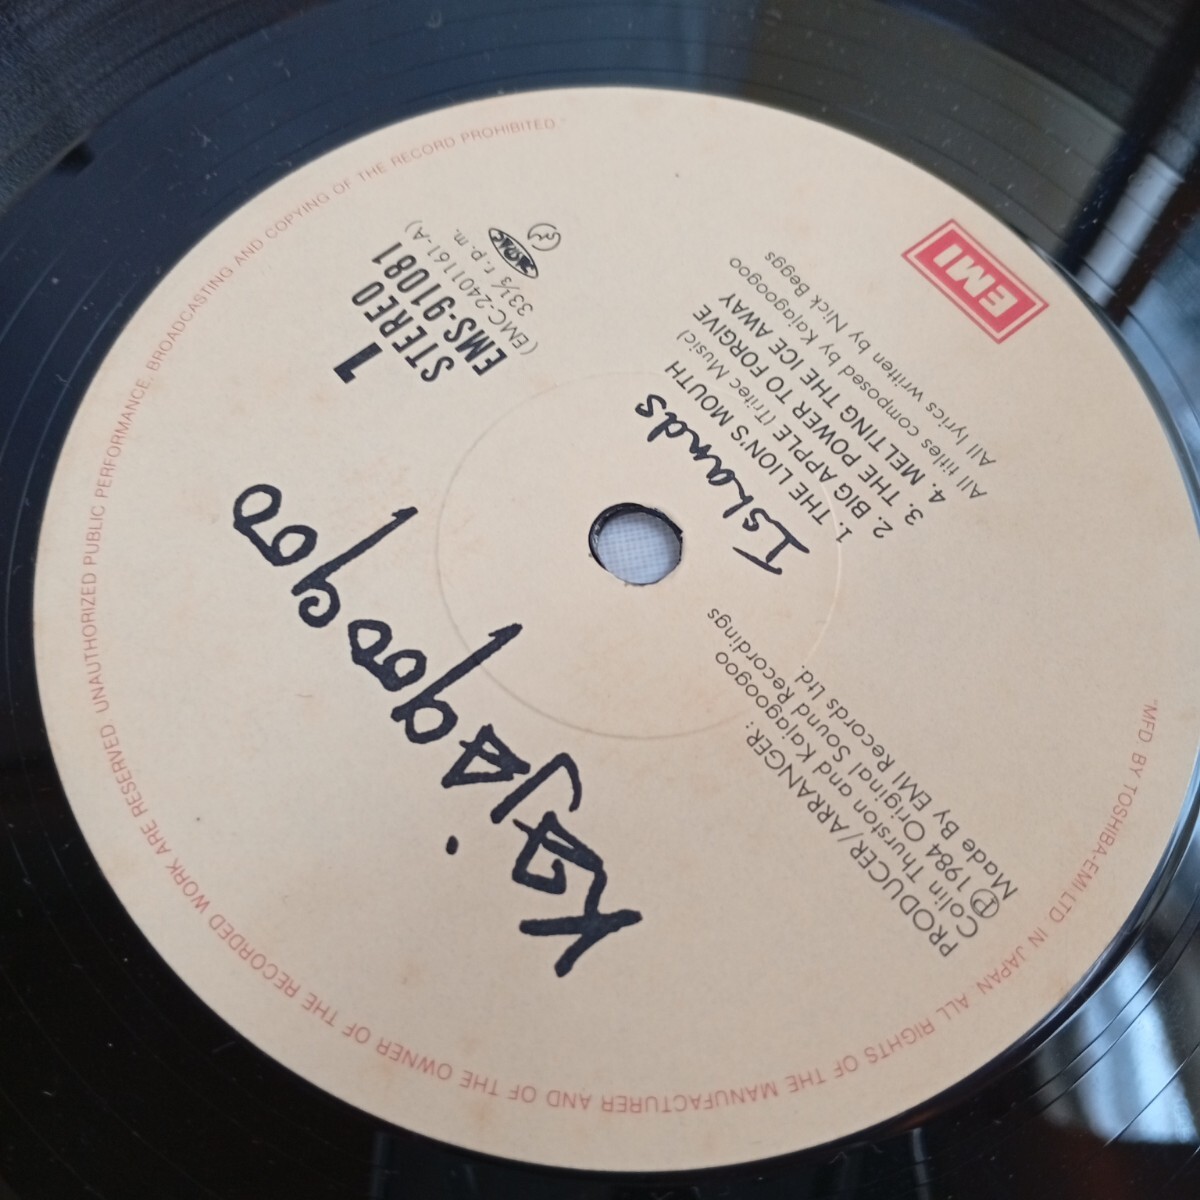 Kajagoogoo
Islands
1
STEREO
EMS-91081
(EMC-2401161-A)
33⅓ r.p.m.
EMI
1. THE LION'S MOUTH
2. BIG APPLE (Tritec Music)
3. THE POWER TO FORGIVE
4. MELTING THE ICE AWAY
All titles composed by Kajagoogoo
All lyrics written by Nick Beggs
PRODUCER/ARRANGER:
Colin Thurston and Kajagoogoo
℗ 1984 Original Sound Recordings
Made By EMI Records Ltd.
"MFD. BY TOSHIBA-EMI LTD IN JAPAN. ALL RIGHTS OF THE MANUFACTURER AND OF THE OWNER OF THE RECORDED WORK ARE RESERVED. UNAUTHORIZED PUBLIC PERFORMANCE, BROADCASTING AND COPYING OF THE RECORD PROHIBITED."